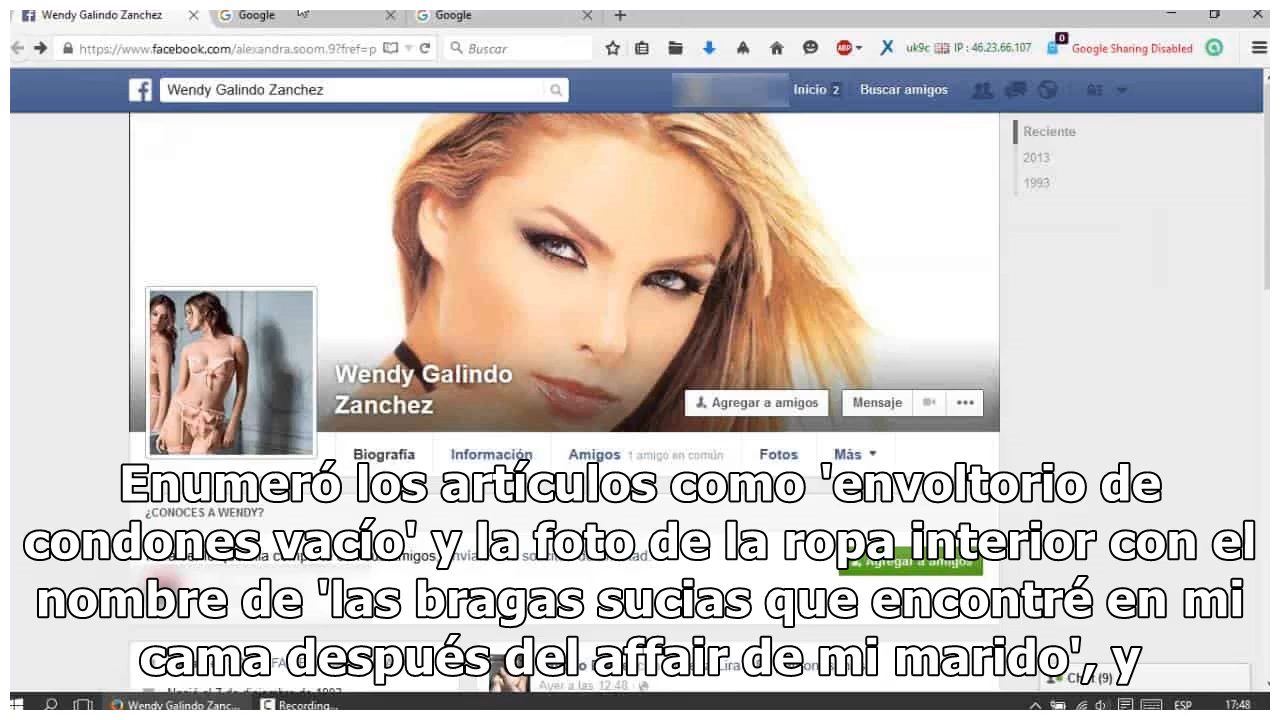 Wendy Galindo Zanchez
Google
Google
https://www.facebook.com/alexandra.soom.9?fref=p
Buscar
ABP
uk9c
IP : 46.23.66.107
0
Google Sharing Disabled
Wendy Galindo Zanchez
Inicio 2
Buscar amigos
Reciente
2013
1993
Wendy Galindo
Zanchez
Agregar a amigos
Mensaje
Biografía
Información
Amigos 1 amigo en común
Fotos
Más
Enumeró los artículos como 'envoltorio de
¿CONOCES A WENDY?
condones vacío' y la foto de la ropa interior con el
Agregar a amigos
nombre de 'las bragas sucias que encontré en mi
cama después del affair de mi marido', y
Ayer a las 12:48
(9)
Wendy Galindo Zanc...
Recording...
ESP
17:48